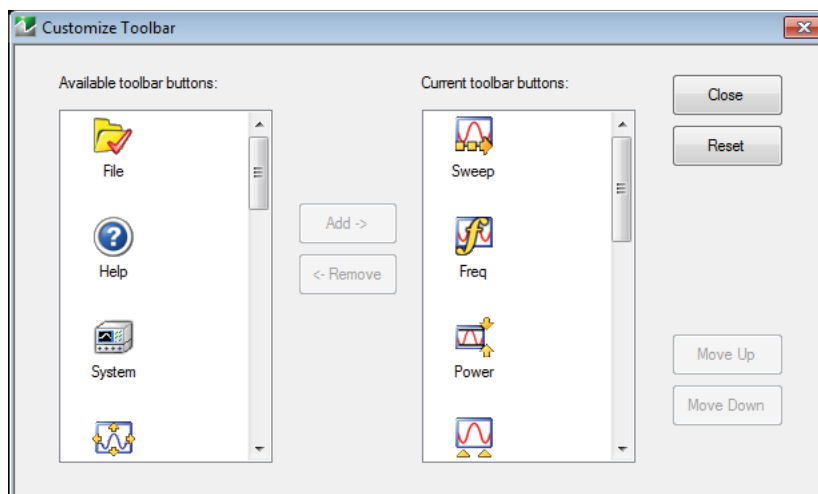 Customize Toolbar
Available toolbar buttons:
Current toolbar buttons:
Close
Reset
File
Sweep
Add ->
Help
Freq
<- Remove
System
Power
Move Up
Move Down